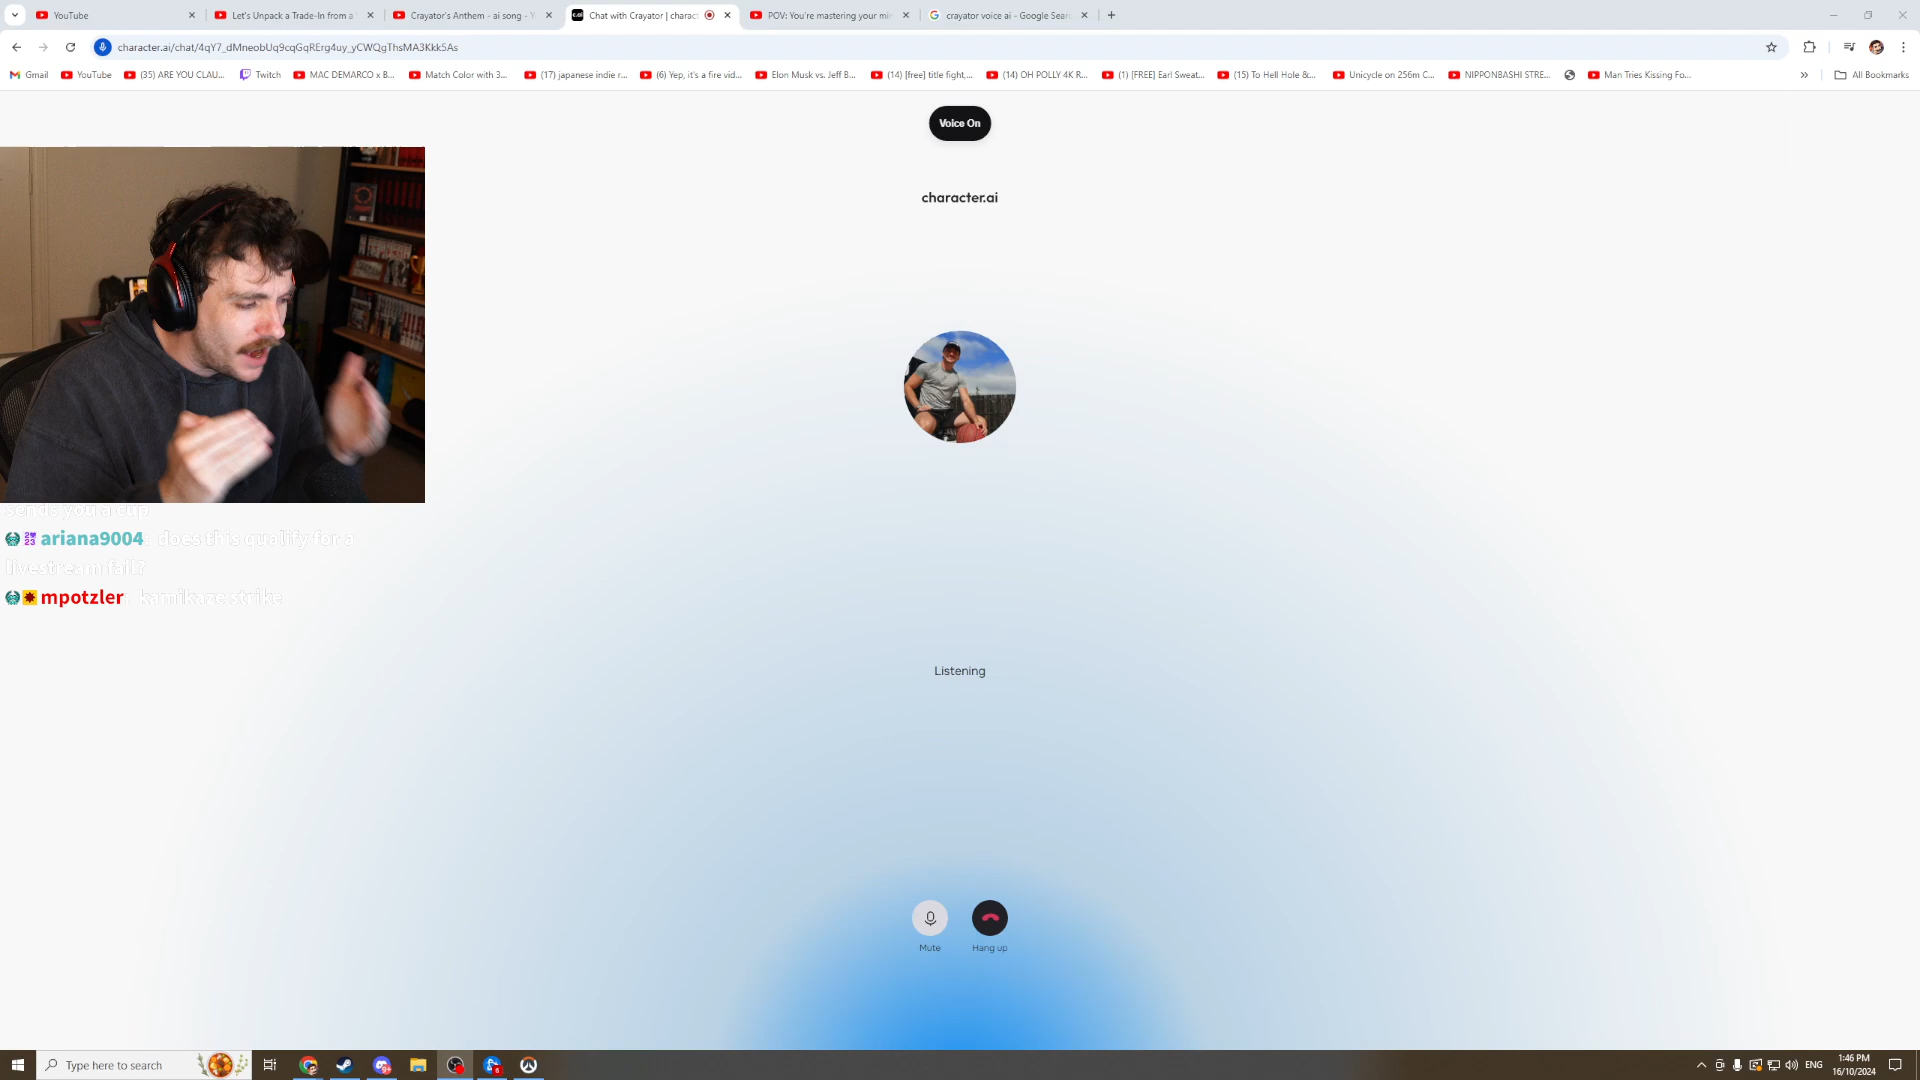 YouTube
Let's Unpack a Trade-In from a
Crayator's Anthem - ai song - Y
Chat with Crayator | charact
POV: You're mastering your mi
crayator voice ai - Google Sear
character.ai/chat/4qY7_dMneobUq9cqGqRErg4uy_yCWQgThsMA3Kkk5As
Gmail
YouTube
(35) ARE YOU CLAU...
Twitch
MAC DEMARCO x B...
Match Color with 3...
(17) japanese indie r...
(6) Yep, it's a fire vid...
Elon Musk vs. Jeff B...
(14) [free] title fight,...
(14) OH POLLY 4K R...
(1) [FREE] Earl Sweat...
(15) To Hell Hole &...
Unicycle on 256m C...
NIPPONBASHI STRE...
Man Tries Kissing Fo...
All Bookmarks
Voice On
character.ai
sends you a cup
ariana9004 does this qualify for a
livestream fail?
mpotzler kamikaze strike
Listening
Mute
Hang up
Type here to search
ENG
1:46 PM
16/10/2024